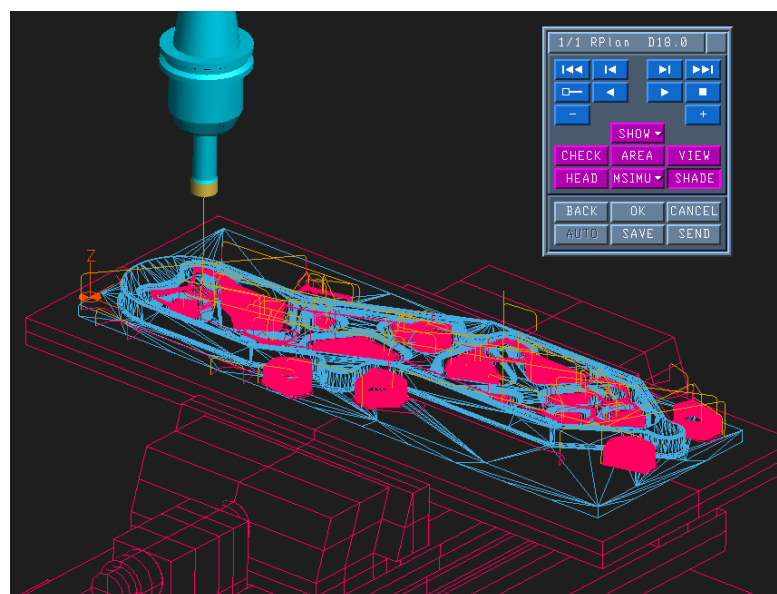 1/1 RPlan D18.0
- +
SHOW
CHECK AREA VIEW
HEAD MSIMU SHADE
BACK OK CANCEL
AUTO SAVE SEND
Z